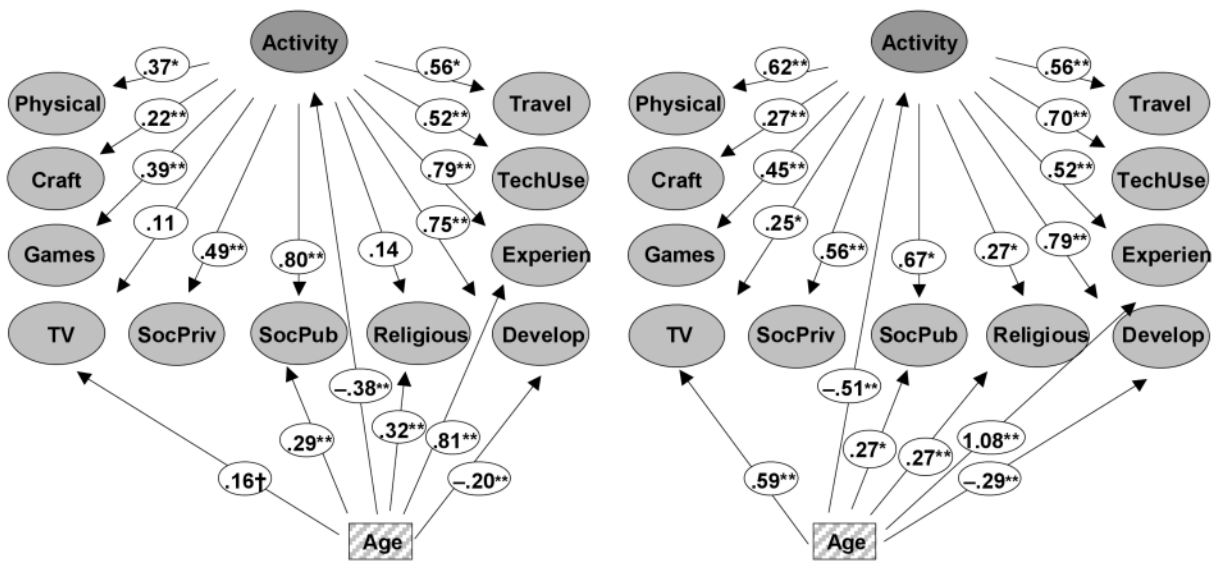 Activity
.37*
.56*
Physical
Travel
.22**
.52**
Craft
TechUse
.39**
.79**
Games
.11
.49**
.80**
.14
.75**
Experien
TV
SocPriv
SocPub
Religious
Develop
–.38**
.29**
.32**
.81**
.16†
–.20**
Age
Activity
.62**
.56**
Physical
Travel
.27**
.70**
Craft
TechUse
.45**
.52**
Games
.25*
.56**
.67*
.27*
.79**
Experien
TV
SocPriv
SocPub
Religious
Develop
–.51**
.27*
.27**
1.08**
.59**
–.29**
Age